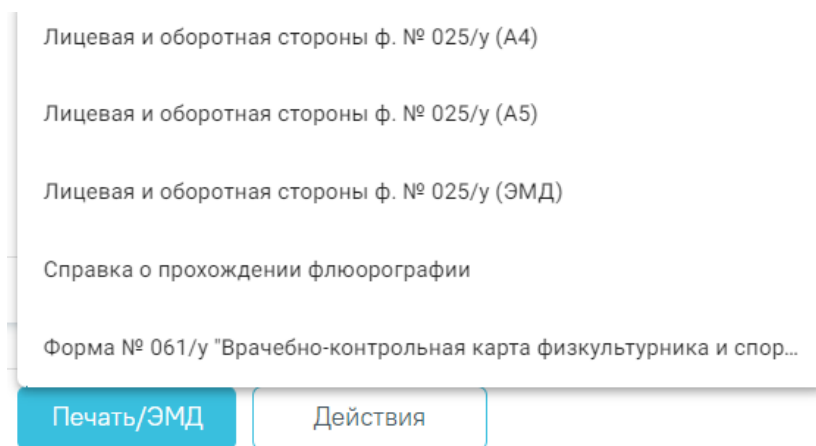 Лицевая и оборотная стороны ф. № 025/у (А4)
Лицевая и оборотная стороны ф. № 025/у (А5)
Лицевая и оборотная стороны ф. № 025/у (ЭМД)
Справка о прохождении флюорографии
Форма № 061/у "Врачебно-контрольная карта физкультурника и спор...
Печать/ЭМД Действия